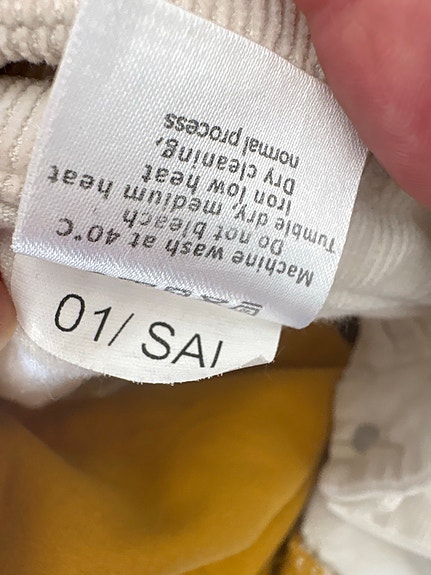 Machine wash at 40°C
Do not bleach
Tumble dry, medium heat
Iron low heat
Dry cleaning,
normal process
01/ SAI